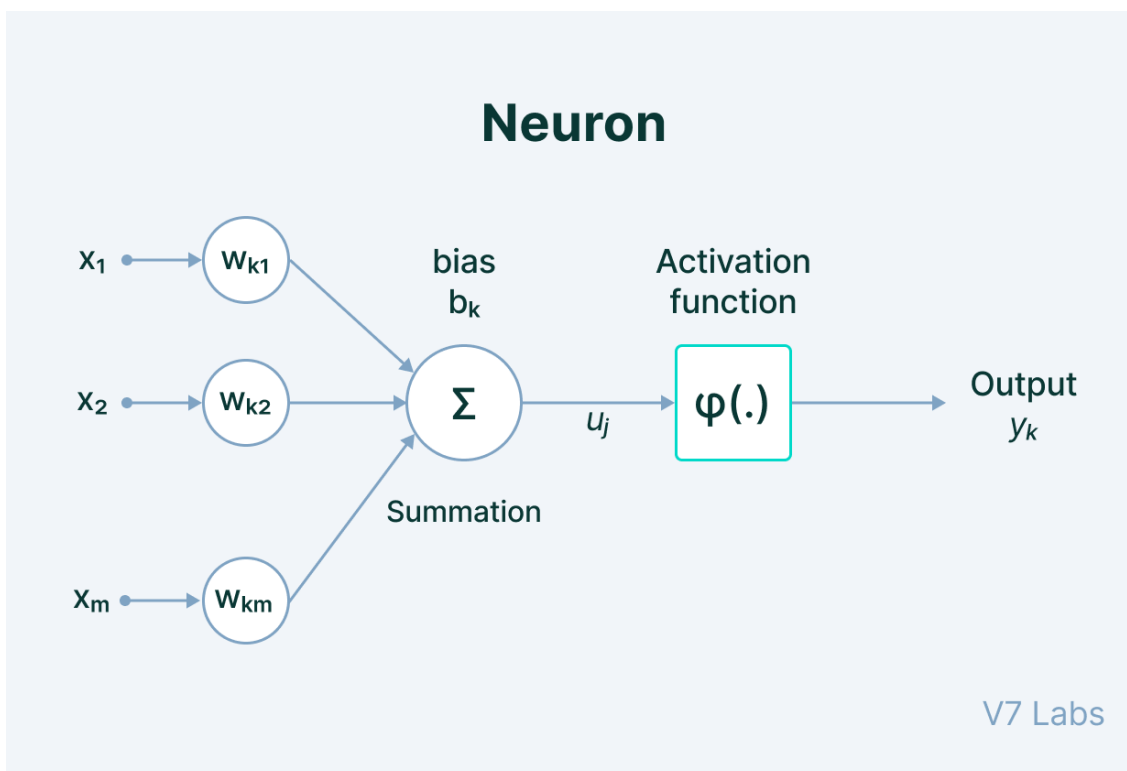 Neuron
x₁
wₖ₁
bias
bₖ
Activation
function
x₂
wₖ₂
Σ
uⱼ
φ(.)
Output
yₖ
Summation
xₘ
wₖₘ
V7 Labs